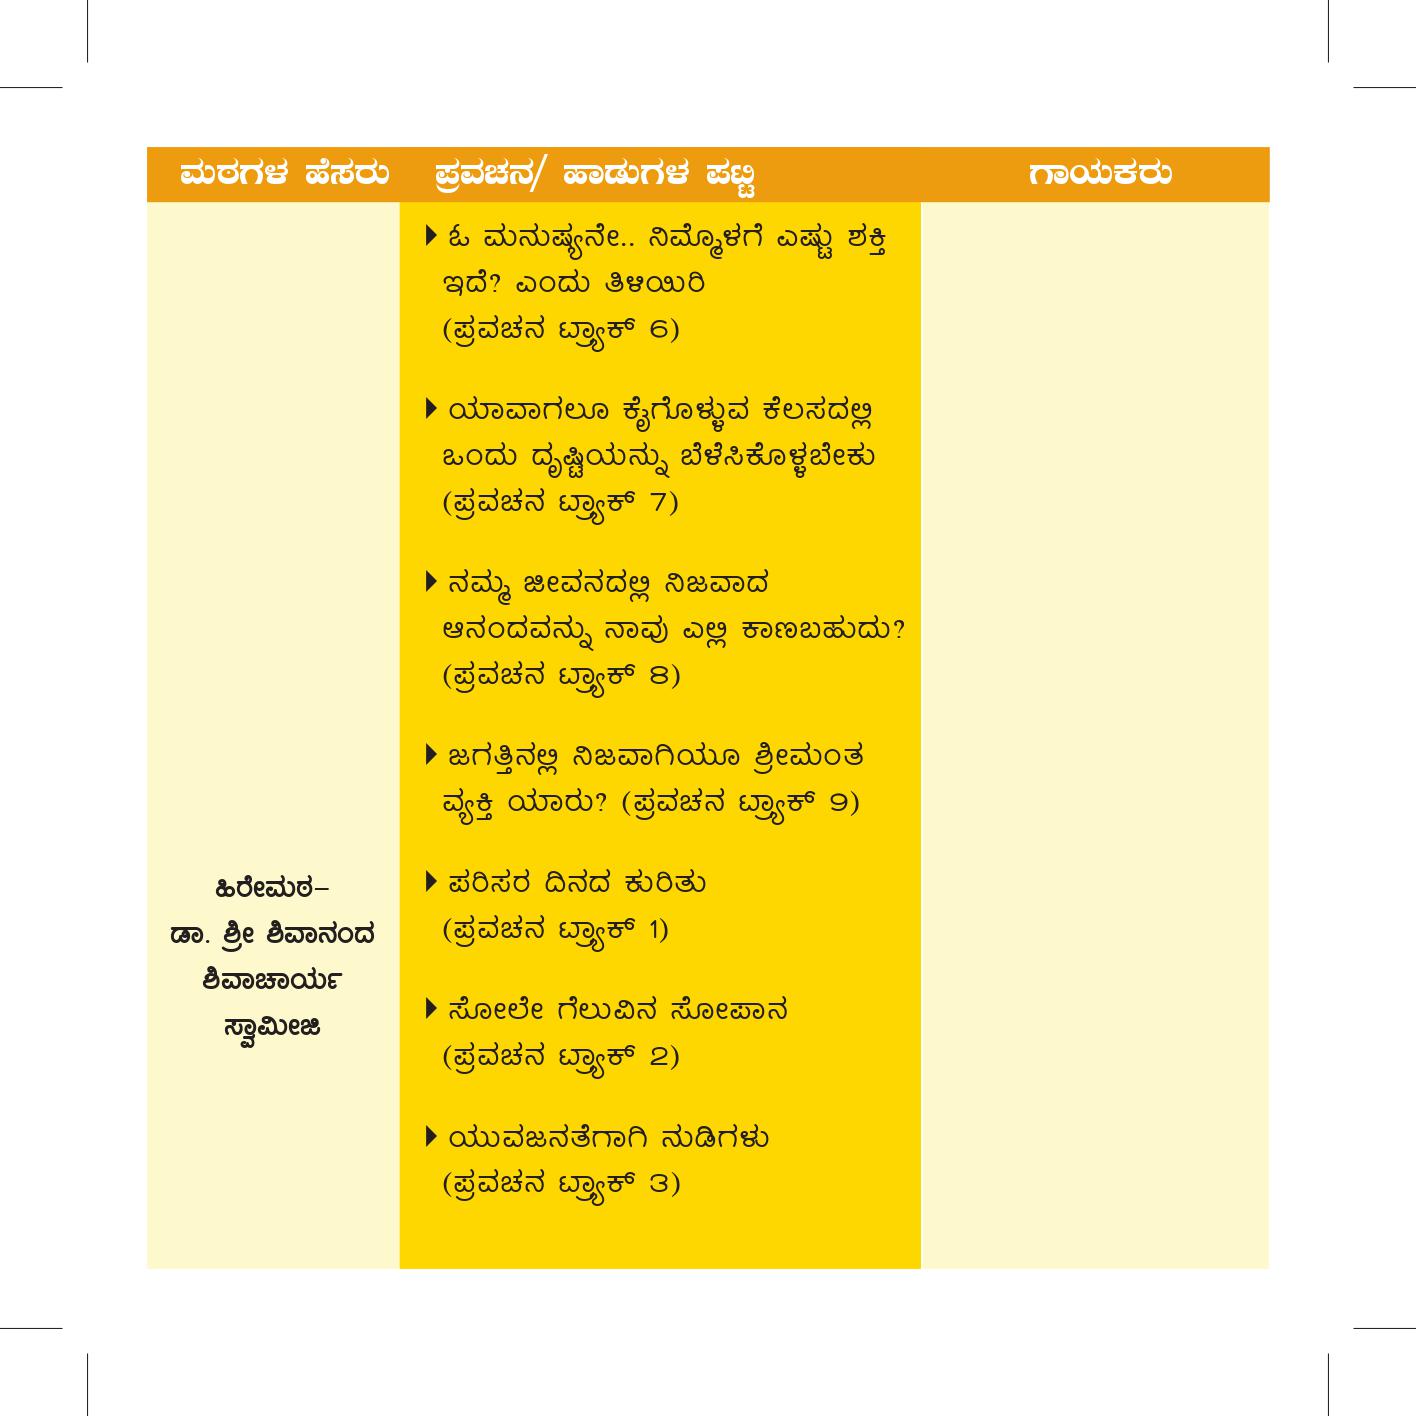 ಮಠಗಳ ಹೆಸರು
ಪ್ರವಚನ/ ಹಾಡುಗಳ ಪಟ್ಟಿ
ಗಾಯಕರು
ಓ ಮನುಷ್ಯನೇ.. ನಿಮ್ಮೊಳಗೆ ಎಷ್ಟು ಶಕ್ತಿ
ಇದೆ? ಎಂದು ತಿಳಿಯಿರಿ
(ಪ್ರವಚನ ಟ್ರ್ಯಾಕ್ 6)
ಯಾವಾಗಲೂ ಕೈಗೊಳ್ಳುವ ಕೆಲಸದಲ್ಲಿ
ಒಂದು ದೃಷ್ಟಿಯನ್ನು ಬೆಳೆಸಿಕೊಳ್ಳಬೇಕು
(ಪ್ರವಚನ ಟ್ರ್ಯಾಕ್ 7)
ನಮ್ಮ ಜೀವನದಲ್ಲಿ ನಿಜವಾದ
ಆನಂದವನ್ನು ನಾವು ಎಲ್ಲಿ ಕಾಣಬಹುದು?
(ಪ್ರವಚನ ಟ್ರ್ಯಾಕ್ 8)
ಜಗತ್ತಿನಲ್ಲಿ ನಿಜವಾಗಿಯೂ ಶ್ರೀಮಂತ
ವ್ಯಕ್ತಿ ಯಾರು? (ಪ್ರವಚನ ಟ್ರ್ಯಾಕ್ 9)
ಹಿರೇಮಠ–
ಡಾ. ಶ್ರೀ ಶಿವಾನಂದ
ಶಿವಾಚಾರ್ಯ
ಸ್ವಾಮೀಜಿ
ಪರಿಸರ ದಿನದ ಕುರಿತು
(ಪ್ರವಚನ ಟ್ರ್ಯಾಕ್ 1)
ಸೋಲೇ ಗೆಲುವಿನ ಸೋಪಾನ
(ಪ್ರವಚನ ಟ್ರ್ಯಾಕ್ 2)
ಯುವಜನತೆಗಾಗಿ ನುಡಿಗಳು
(ಪ್ರವಚನ ಟ್ರ್ಯಾಕ್ 3)